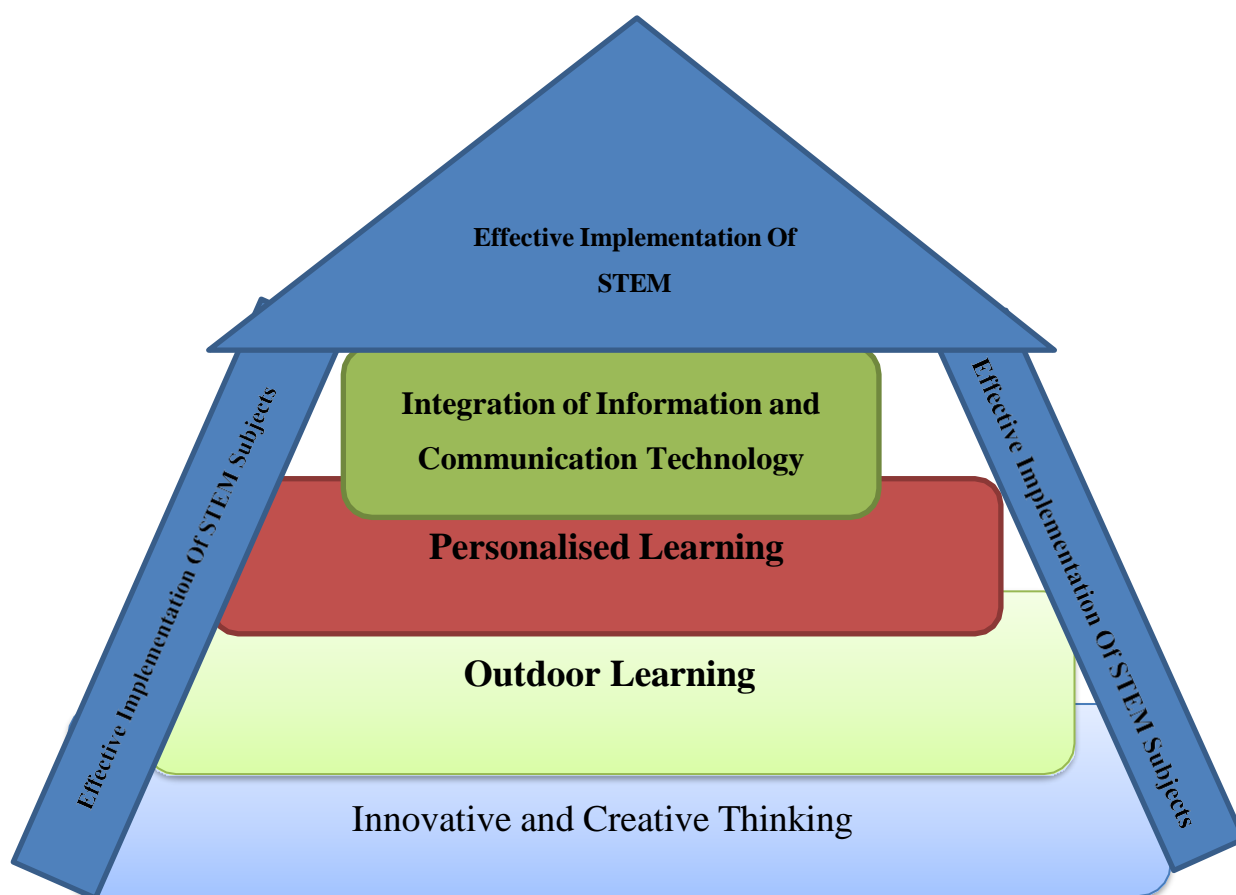 Effective Implementation Of
STEM
Integration of Information and
Communication Technology
Personalised Learning
Outdoor Learning
Innovative and Creative Thinking
Effective Implementation Of STEM Subjects
Effective Implementation Of STEM Subjects